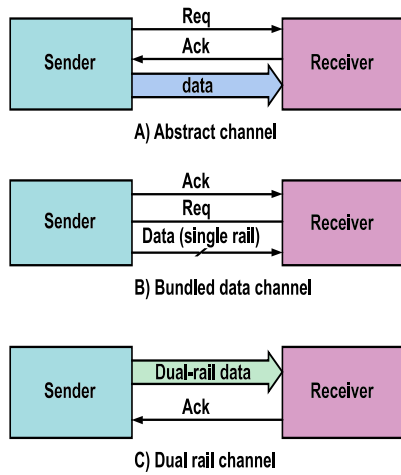 Req
Ack
Sender
Receiver
data
A) Abstract channel
Ack
Req
Sender
Receiver
Data (single rail)
B) Bundled data channel
Dual-rail data
Sender
Receiver
Ack
C) Dual rail channel